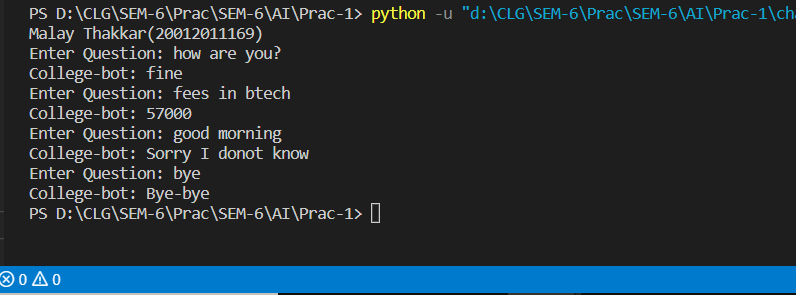 PS D:\CLG\SEM-6\Prac\SEM-6\AI\Prac-1> python -u "d:\CLG\SEM-6\Prac\SEM-6\AI\Prac-1\cha
Malay Thakkar(20012011169)
Enter Question: how are you?
College-bot: fine
Enter Question: fees in btech
College-bot: 57000
Enter Question: good morning
College-bot: Sorry I donot know
Enter Question: bye
College-bot: Bye-bye
PS D:\CLG\SEM-6\Prac\SEM-6\AI\Prac-1>
0 0